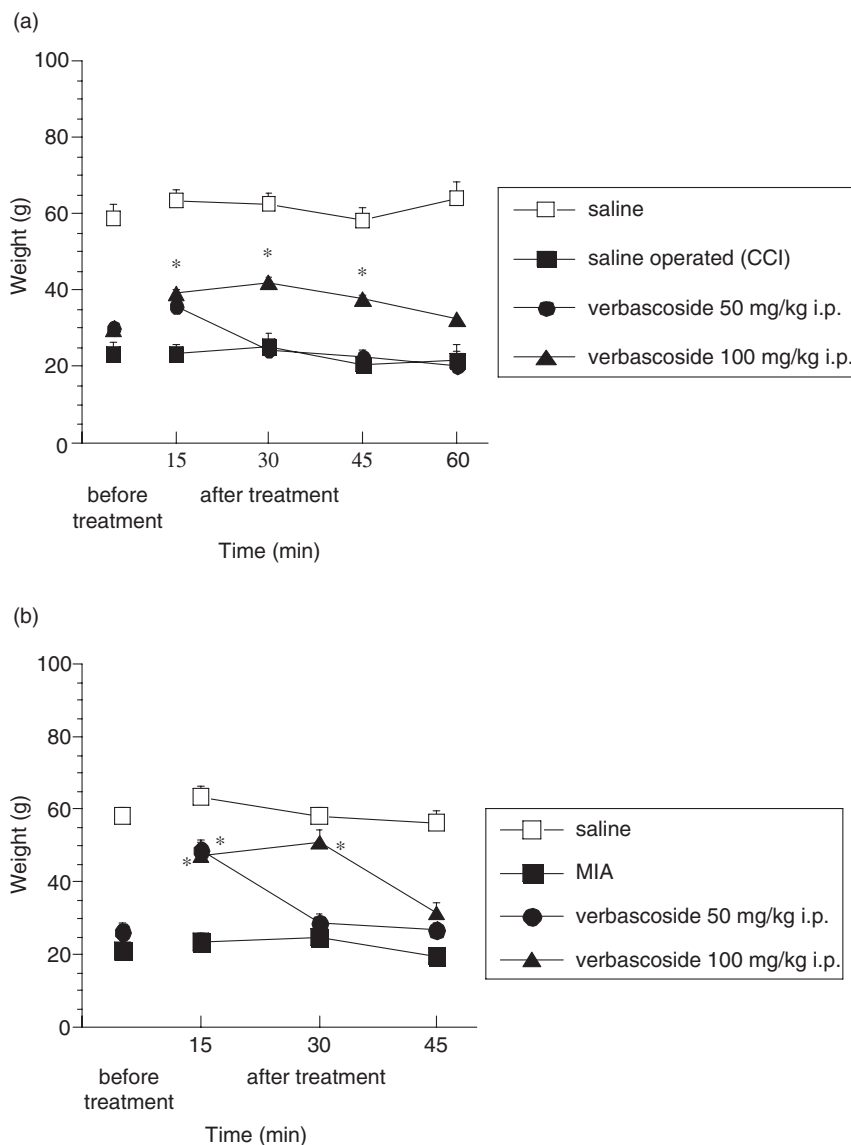 (a)
100
80
60
40
20
0
Weight (g)
*
*
*
15
30
45
60
before
treatment
after treatment
Time (min)
saline
saline operated (CCI)
verbascoside 50 mg/kg i.p.
verbascoside 100 mg/kg i.p.
(b)
100
80
60
40
20
0
Weight (g)
*
*
*
15
30
45
before
treatment
after treatment
Time (min)
saline
MIA
verbascoside 50 mg/kg i.p.
verbascoside 100 mg/kg i.p.